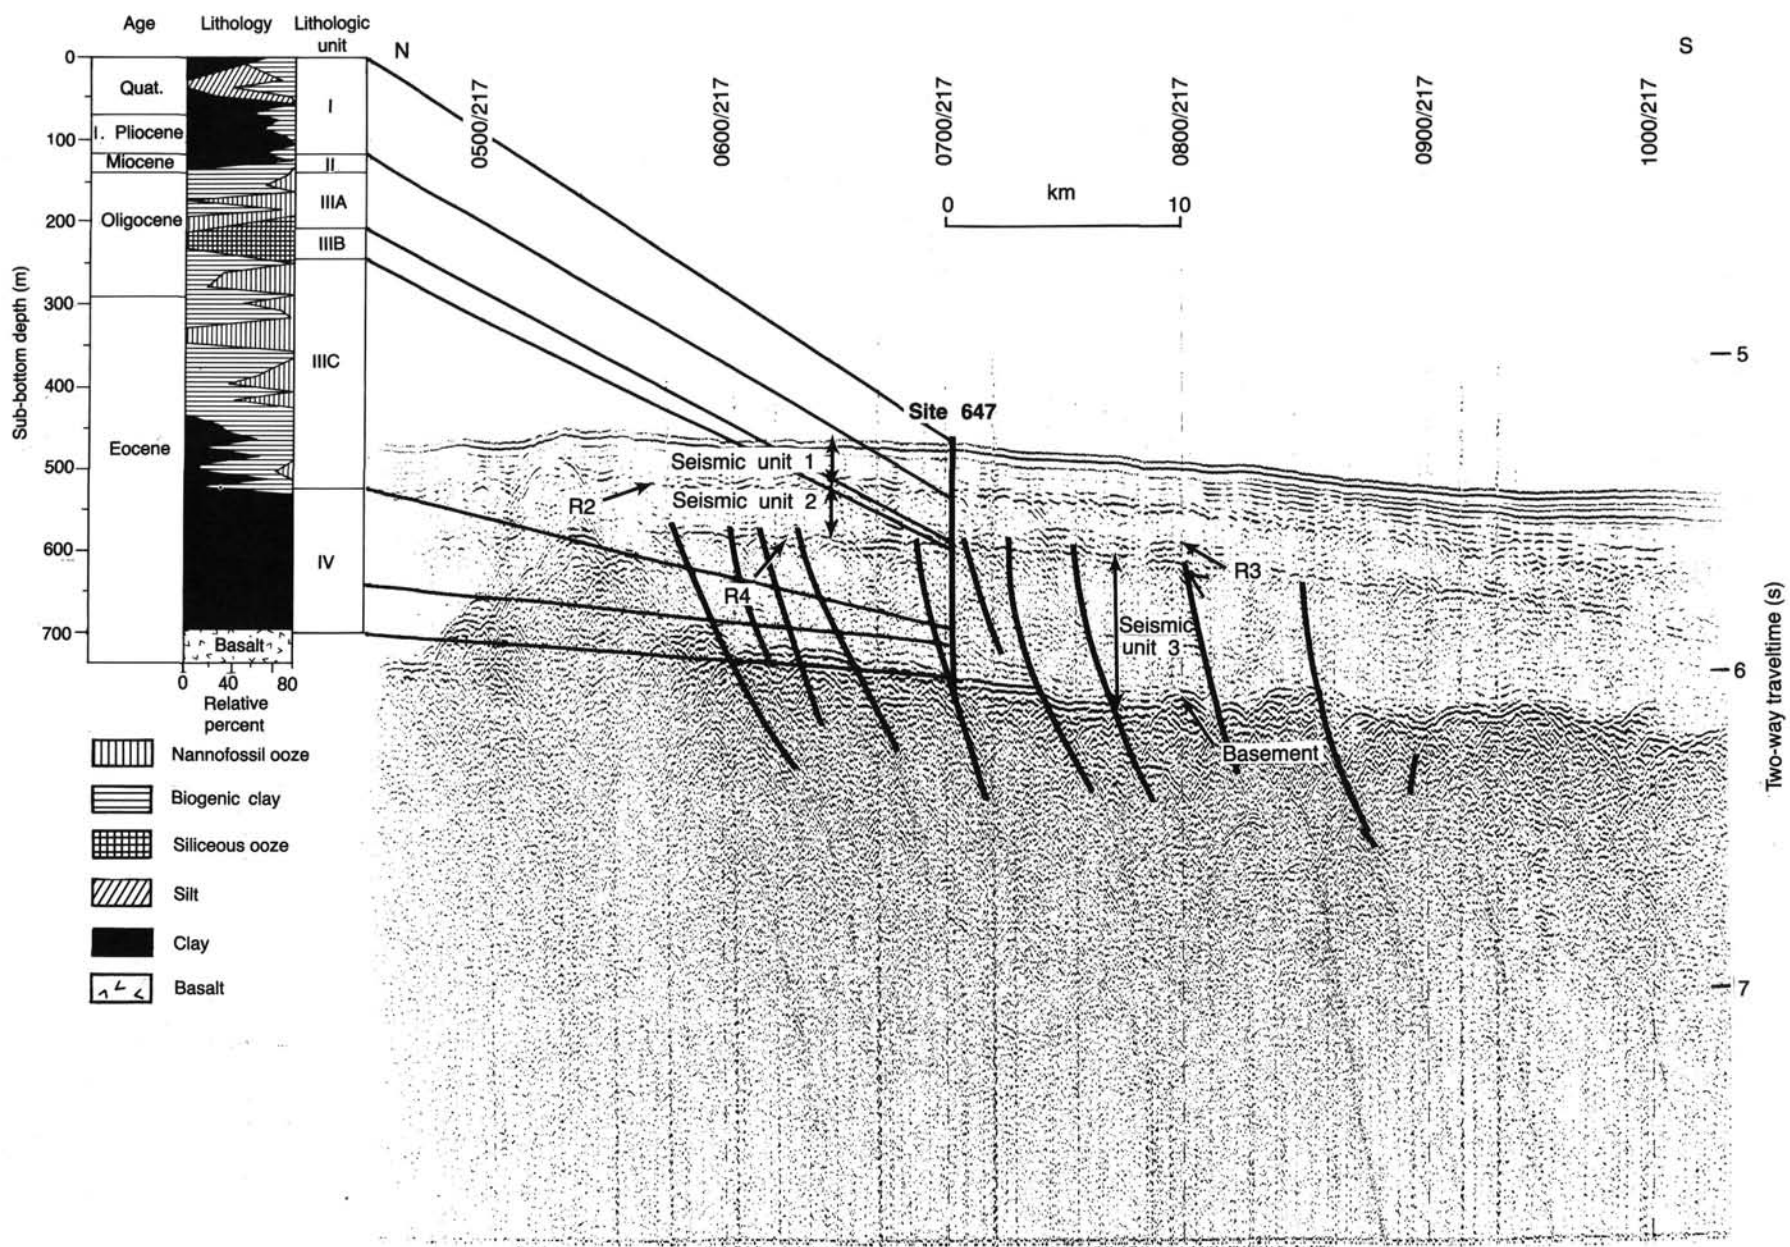 Age Lithology Lithologic
unit
N
S
0500/217
0600/217
0700/217
0800/217
0900/217
1000/217
Sub-bottom depth (m)
0
100
200
300
400
500
600
700
Quat.
l. Pliocene
Miocene
Oligocene
Eocene
I
II
IIIA
IIIB
IIIC
IV
Basalt
0 40 80
Relative
percent
Nannofossil ooze
Biogenic clay
Siliceous ooze
Silt
Clay
Basalt
km
0 10
Site 647
Seismic unit 1
R2
Seismic unit 2
R4
R3
Seismic
unit 3
Basement
5
6
7
Two-way traveltime (s)